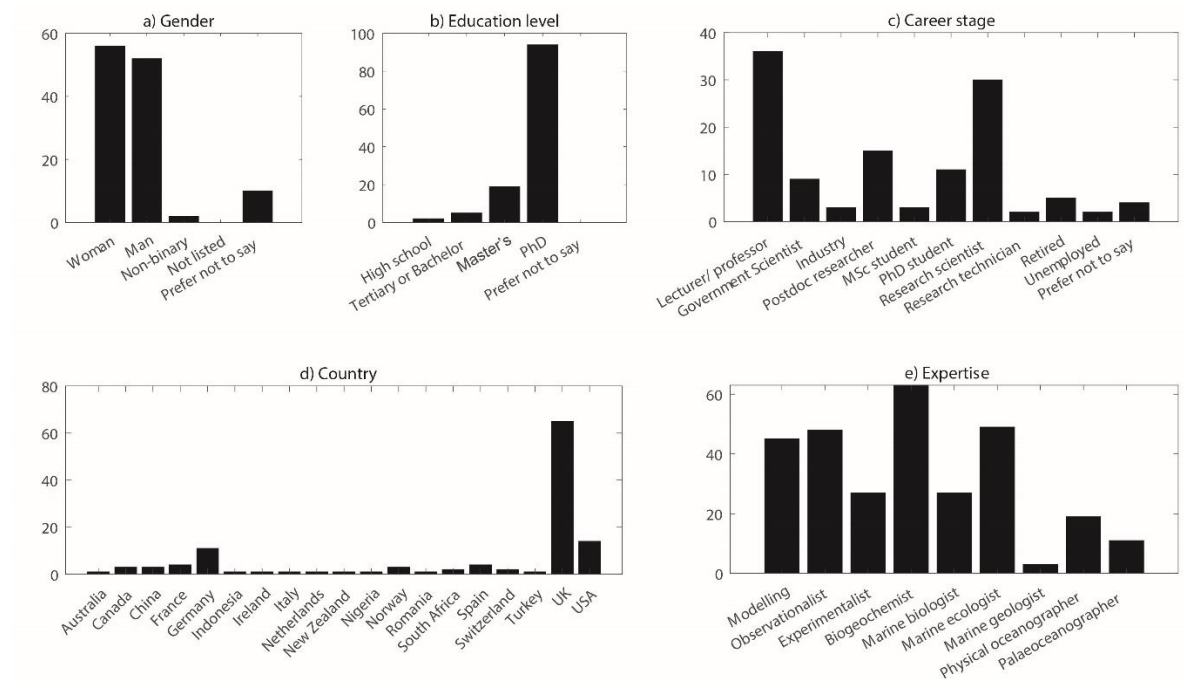 a) Gender
60
40
20
0
Woman
Man
Non-binary
Not listed
Prefer not to say
b) Education level
100
80
60
40
20
0
High school
Tertiary or Bachelor
Master's
PhD
Prefer not to say
c) Career stage
40
30
20
10
0
Lecturer/ professor
Government Scientist
Industry
Postdoc researcher
MSc student
PhD student
Research scientist
Research technician
Retired
Unemployed
Prefer not to say
d) Country
80
60
40
20
0
Australia
Canada
China
France
Germany
Indonesia
Ireland
Italy
Netherlands
New Zealand
Nigeria
Norway
Romania
South Africa
Spain
Switzerland
Turkey
UK
USA
e) Expertise
60
40
20
0
Modelling
Observationalist
Experimentalist
Biogeochemist
Marine biologist
Marine ecologist
Marine geologist
Physical oceanographer
Palaeoceanographer